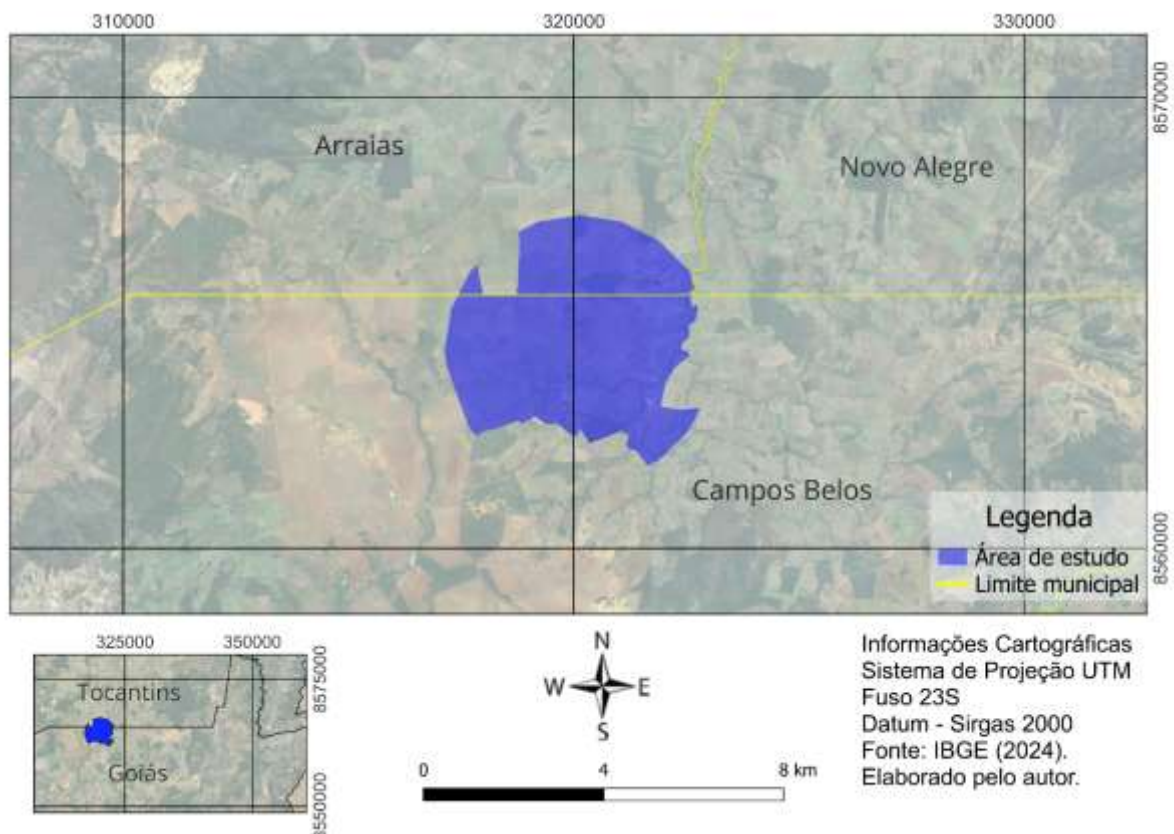 310000
320000
330000
8570000
Arraias
Novo Alegre
Campos Belos
Legenda
Área de estudo
Limite municipal
8560000
325000
350000
8575000
Tocantins
Goiás
8550000
N
W
E
S
0
4
8 km
Informações Cartográficas
Sistema de Projeção UTM
Fuso 23S
Datum - Sirgas 2000
Fonte: IBGE (2024).
Elaborado pelo autor.